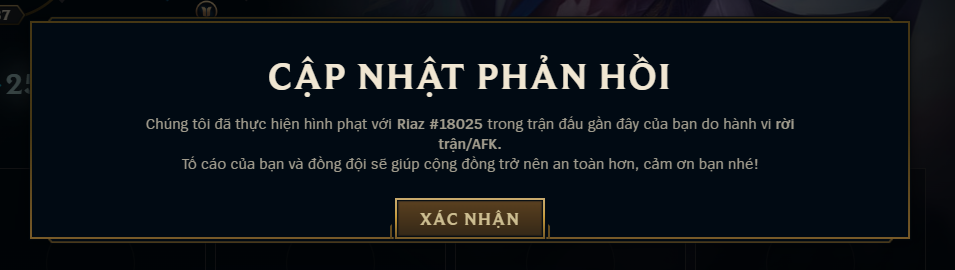 CẬP NHẬT PHẢN HỒI
Chúng tôi đã thực hiện hình phạt với Riaz #18025 trong trận đấu gần đây của bạn do hành vi rời
trận/AFK.
Tố cáo của bạn và đồng đội sẽ giúp cộng đồng trở nên an toàn hơn, cảm ơn bạn nhé!
XÁC NHẬN